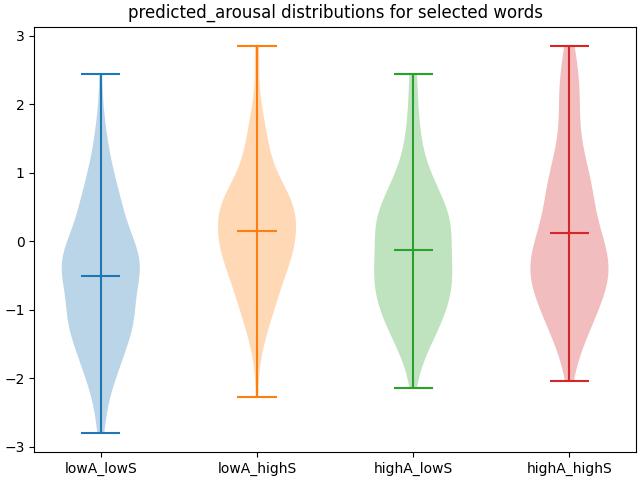 predicted_arousal distributions for selected words
3
2
1
0
−1
−2
−3
lowA_lowS
lowA_highS
highA_lowS
highA_highS